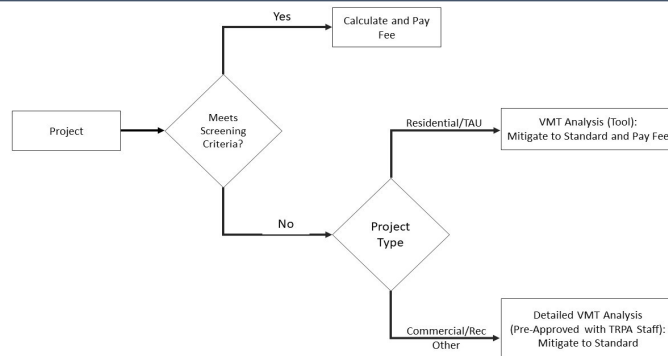 Yes
Calculate and Pay
Fee
Project
Meets
Screening
Criteria?
Residential/TAU
VMT Analysis (Tool):
Mitigate to Standard and Pay Fee
No
Project
Type
Commercial/Rec
Other
Detailed VMT Analysis
(Pre-Approved with TRPA Staff):
Mitigate to Standard